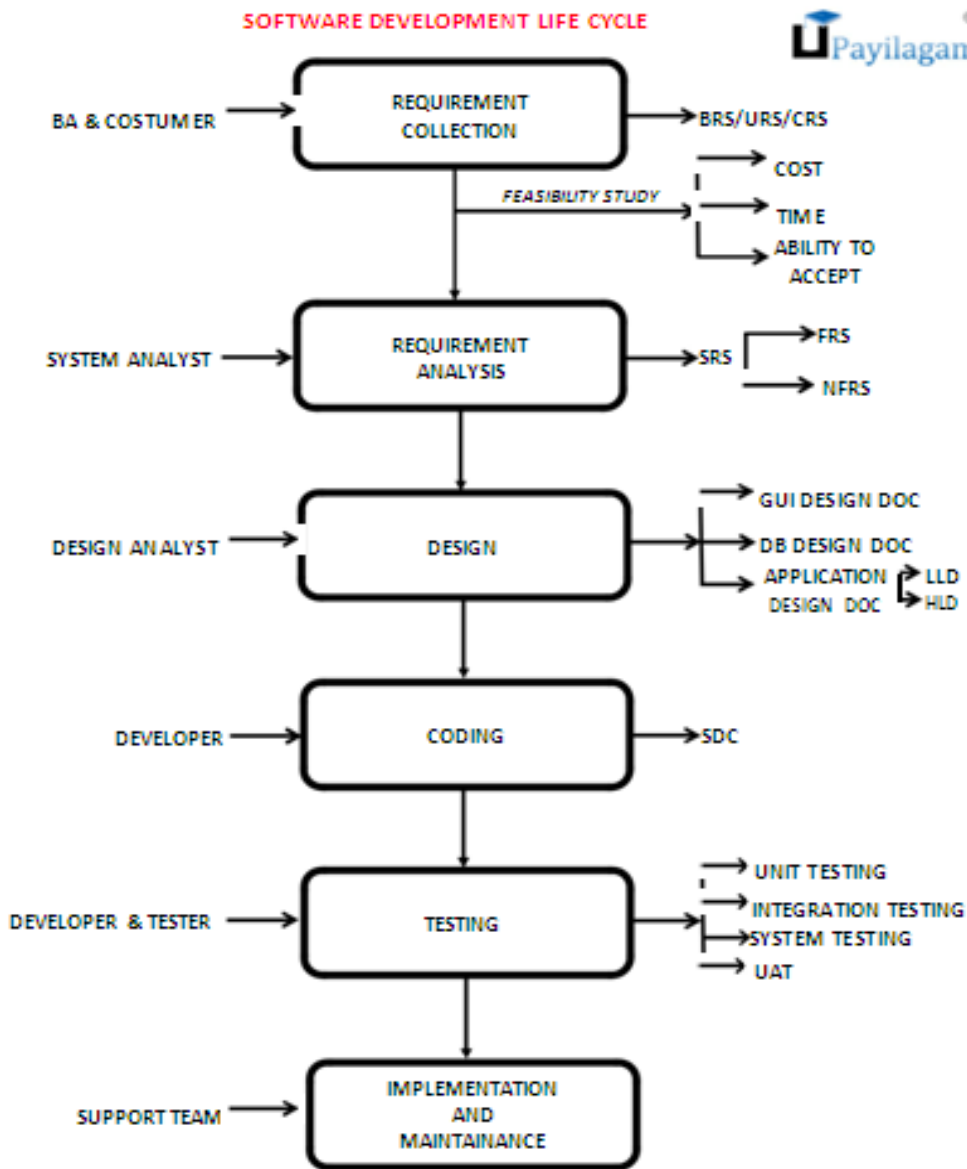 SOFTWARE DEVELOPMENT LIFE CYCLE
Payilagam
BA & COSTUMER
REQUIREMENT
COLLECTION
BRS/URS/CRS
FEASIBILITY STUDY
COST
TIME
ABILITY TO
ACCEPT
SYSTEM ANALYST
REQUIREMENT
ANALYSIS
SRS
FRS
NFRS
DESIGN ANALYST
DESIGN
GUI DESIGN DOC
DB DESIGN DOC
APPLICATION
DESIGN DOC
LLD
HLD
DEVELOPER
CODING
SDC
DEVELOPER & TESTER
TESTING
UNIT TESTING
INTEGRATION TESTING
SYSTEM TESTING
UAT
SUPPORT TEAM
IMPLEMENTATION
AND
MAINTAINANCE